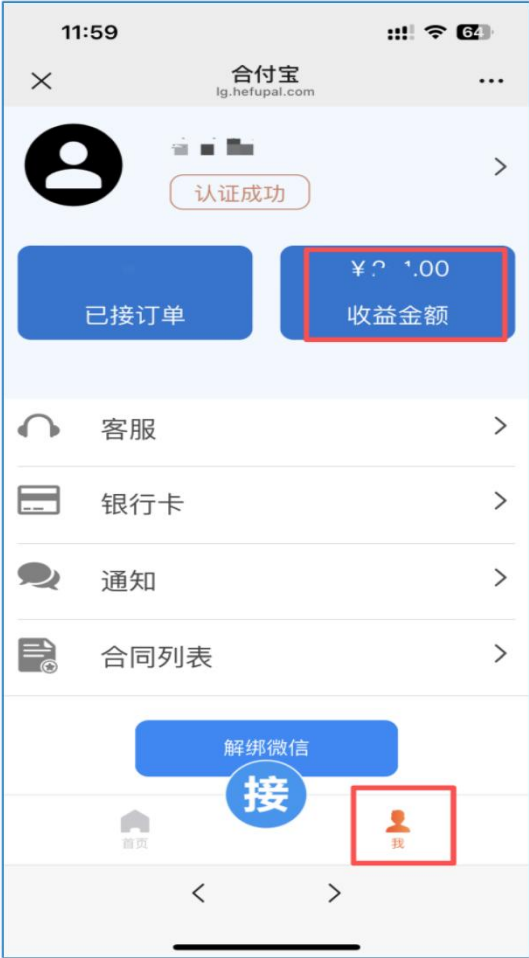 11:59
64
合付宝
lg.hefupal.com
认证成功
已接订单
收益金额
客服
银行卡
通知
合同列表
解绑微信
接
首页
我